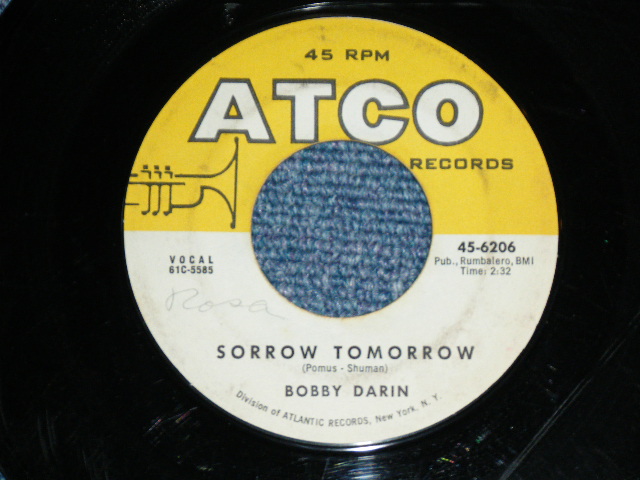 45 RPM
ATCO
RECORDS
VOCAL
61C-5585
45-6206
Pub., Rumbalero, BMI
Time: 2:32
Rosa
SORROW TOMORROW
(Pomus - Shuman)
BOBBY DARIN
Division of ATLANTIC RECORDS, New York, N. Y.